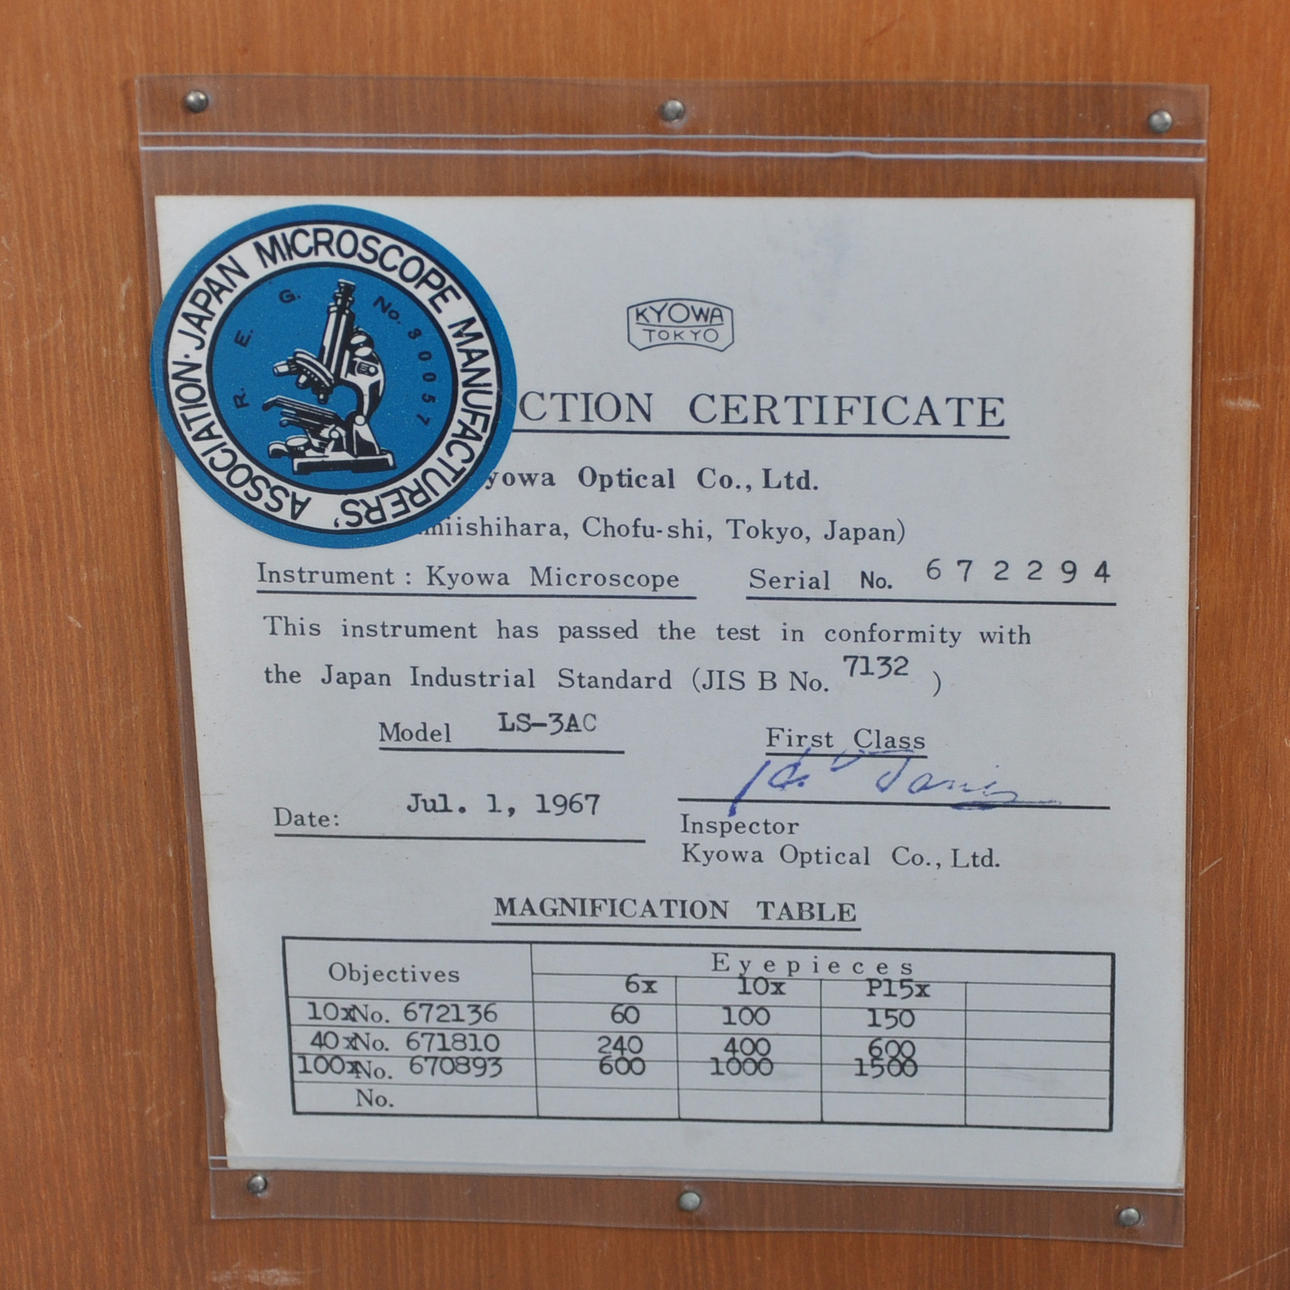 JAPAN MICROSCOPE MANUFACTURERS' ASSOCIATION·
R. E. G. No. 30057
KYOWA
TOKYO
CTION CERTIFICATE
yowa Optical Co., Ltd.
miishihara, Chofu-shi, Tokyo, Japan)
Instrument : Kyowa Microscope Serial No. 672294
This instrument has passed the test in conformity with
the Japan Industrial Standard (JIS B No. 7132 )
Model LS-3AC First Class
Date: Jul. 1, 1967
Inspector
Kyowa Optical Co., Ltd.
MAGNIFICATION TABLE
Objectives Eyepieces
6x 10x P15x
10x No. 672136 60 100 150
40x No. 671810 240 400 600
100x No. 670893 600 1000 1500
No.